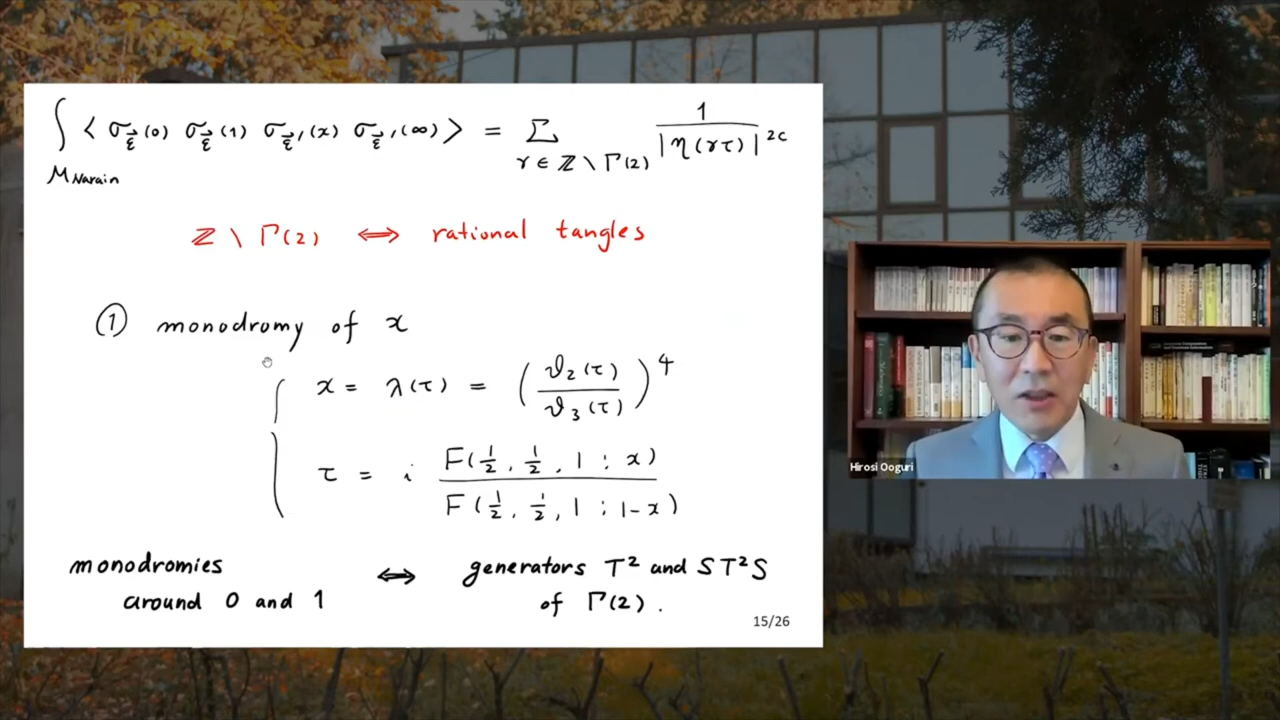 ∫ ⟨ σ_ε⃗(0) σ_ε⃗(1) σ_ε⃗'(x) σ_ε⃗'(∞) ⟩ = Σ 1 / |η(γτ)|^2c
M_Narain γ ∈ ℤ \ Γ(2)
ℤ \ Γ(2) ⟺ rational tangles
① monodromy of x
x = λ(τ) = ( ϑ₂(τ) / ϑ₃(τ) )⁴
τ = i F(1/2, 1/2, 1 ; x) / F(1/2, 1/2, 1 ; 1-x)
monodromies ⟺ generators T² and ST²S
around 0 and 1 of Γ(2).
15/26
Hirosi Ooguri